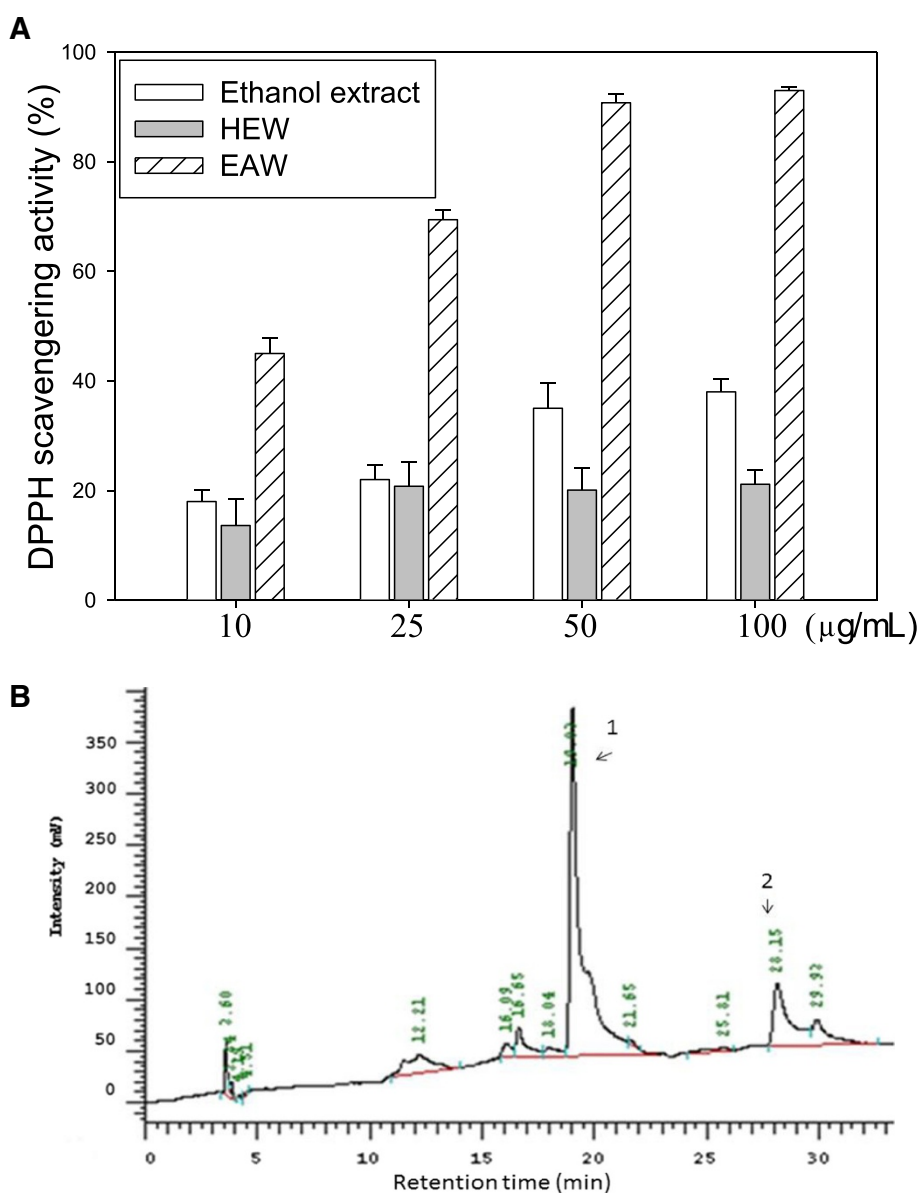 A
DPPH scavengering activity (%)
100
80
60
40
20
0
Ethanol extract
HEW
EAW
10 25 50 100 (μg/mL)
B
Intensity (mV)
350
300
250
200
150
100
50
0
12.21
16.09
16.65
18.04
1
21.65
25.81
2
28.15
29.92
0 5 10 15 20 25 30
Retention time (min)